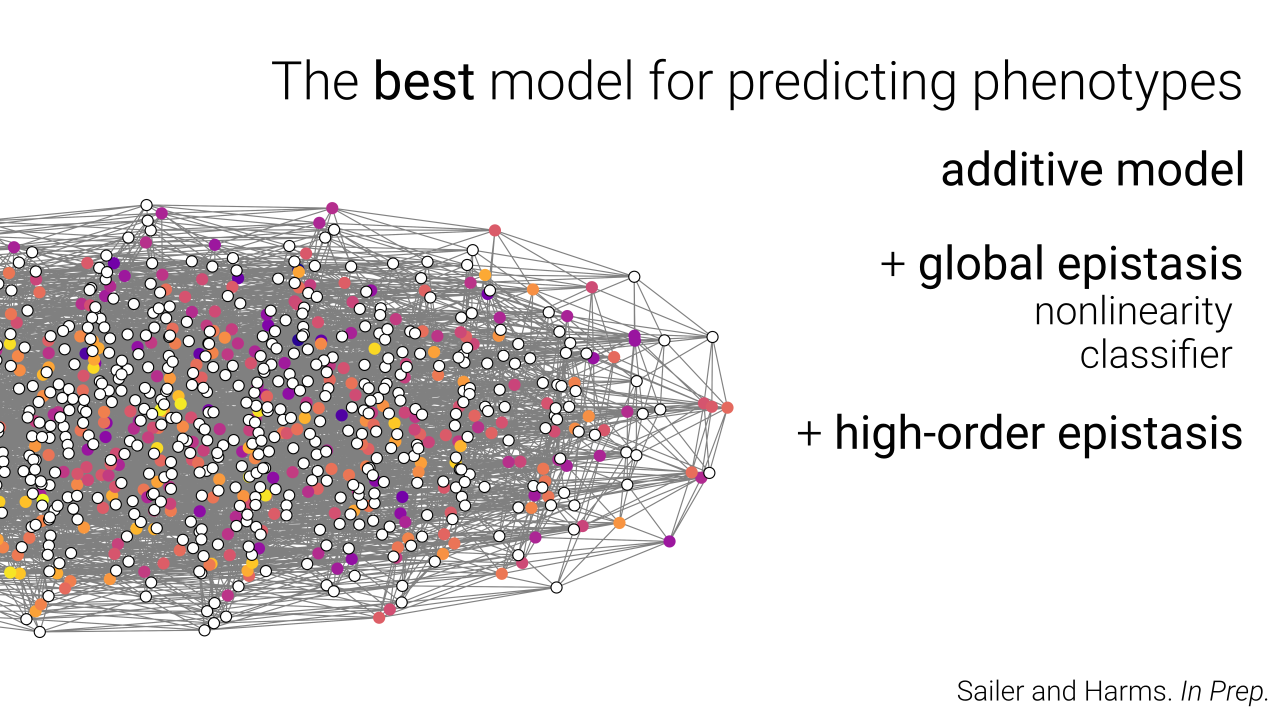 The best model for predicting phenotypes
additive model
+ global epistasis
nonlinearity
classifier
+ high-order epistasis
Sailer and Harms. In Prep.